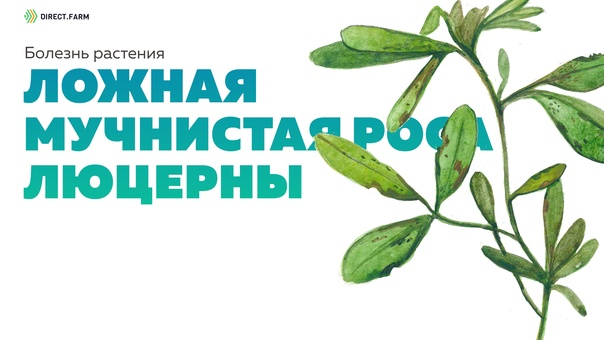 DIRECT.FARM
Болезнь растения
ЛОЖНАЯ
МУЧНИСТАЯ РОСА
ЛЮЦЕРНЫ